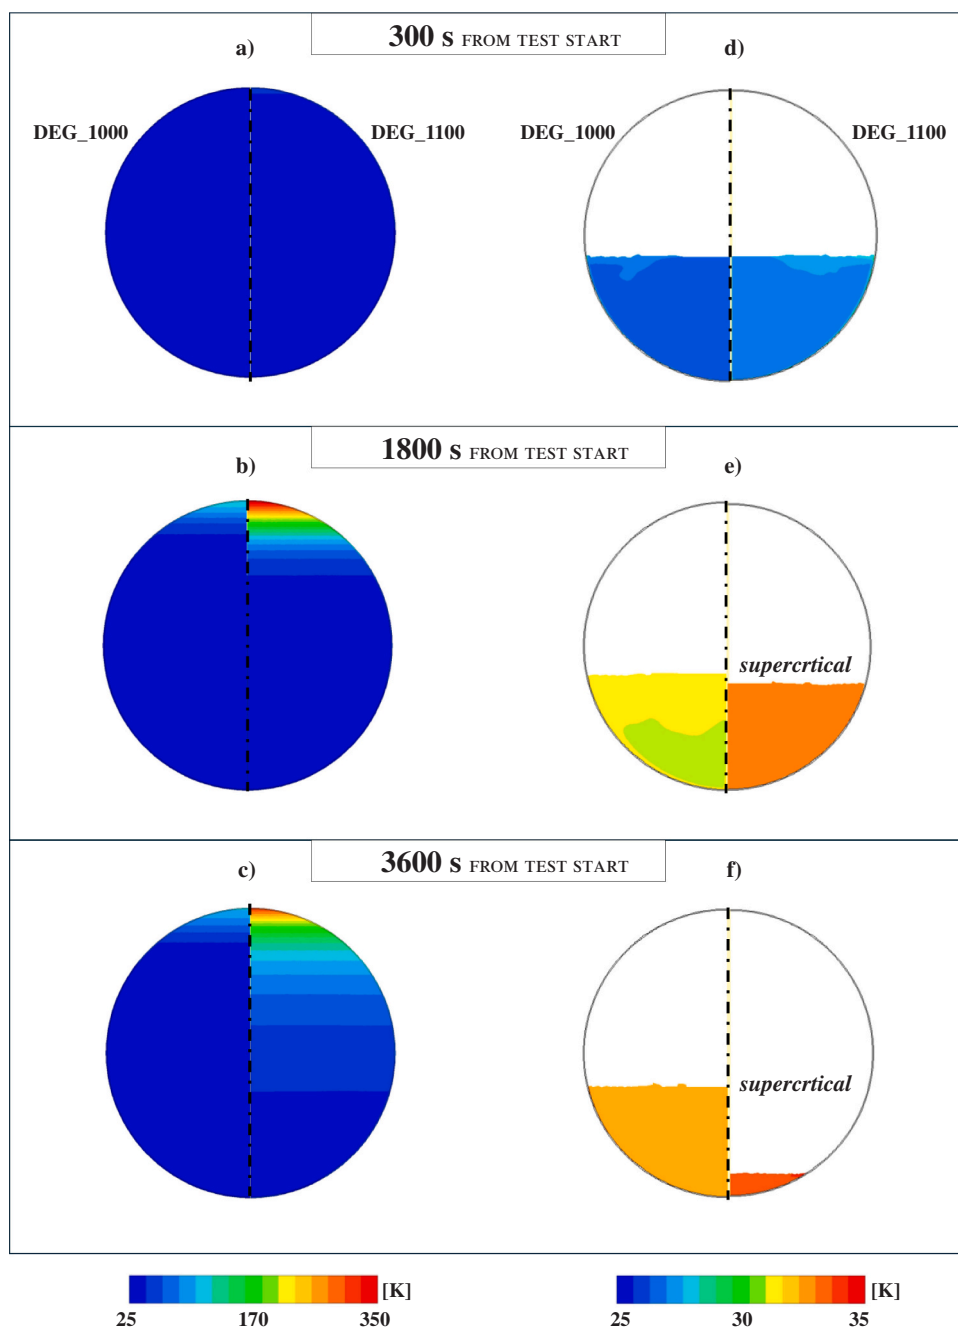 300 s FROM TEST START
a)
d)
DEG_1000
DEG_1100
DEG_1000
DEG_1100
1800 s FROM TEST START
b)
e)
supercrtical
3600 s FROM TEST START
c)
f)
supercrtical
[K]
25 170 350
[K]
25 30 35